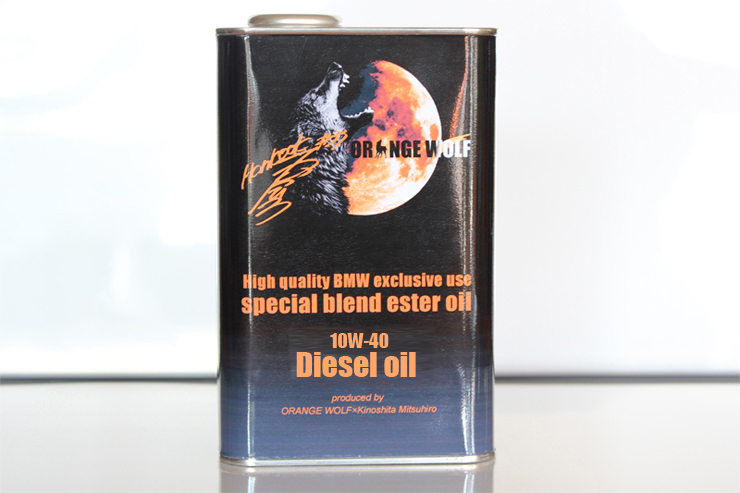 ORANGE WOLF
High quality BMW exclusive use
special blend ester oil
10W-40
Diesel oil
produced by
ORANGE WOLF×Kinoshita Mitsuhiro